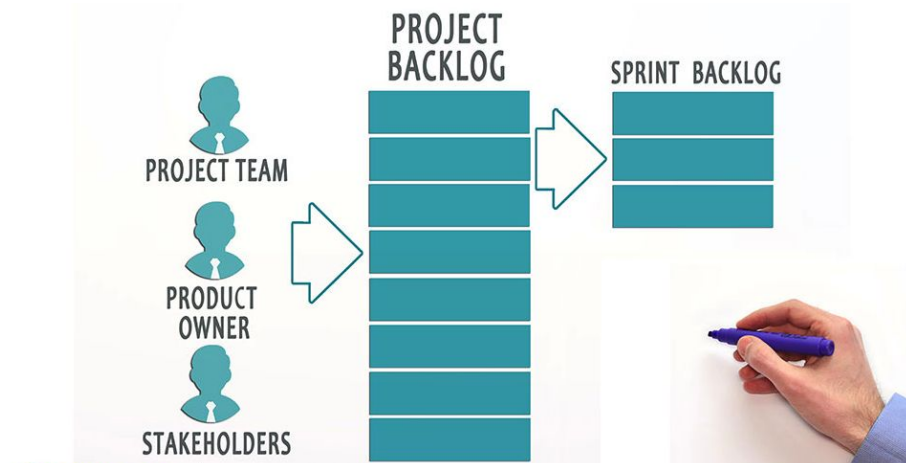 PROJECT
BACKLOG
SPRINT BACKLOG
PROJECT TEAM
PRODUCT
OWNER
STAKEHOLDERS